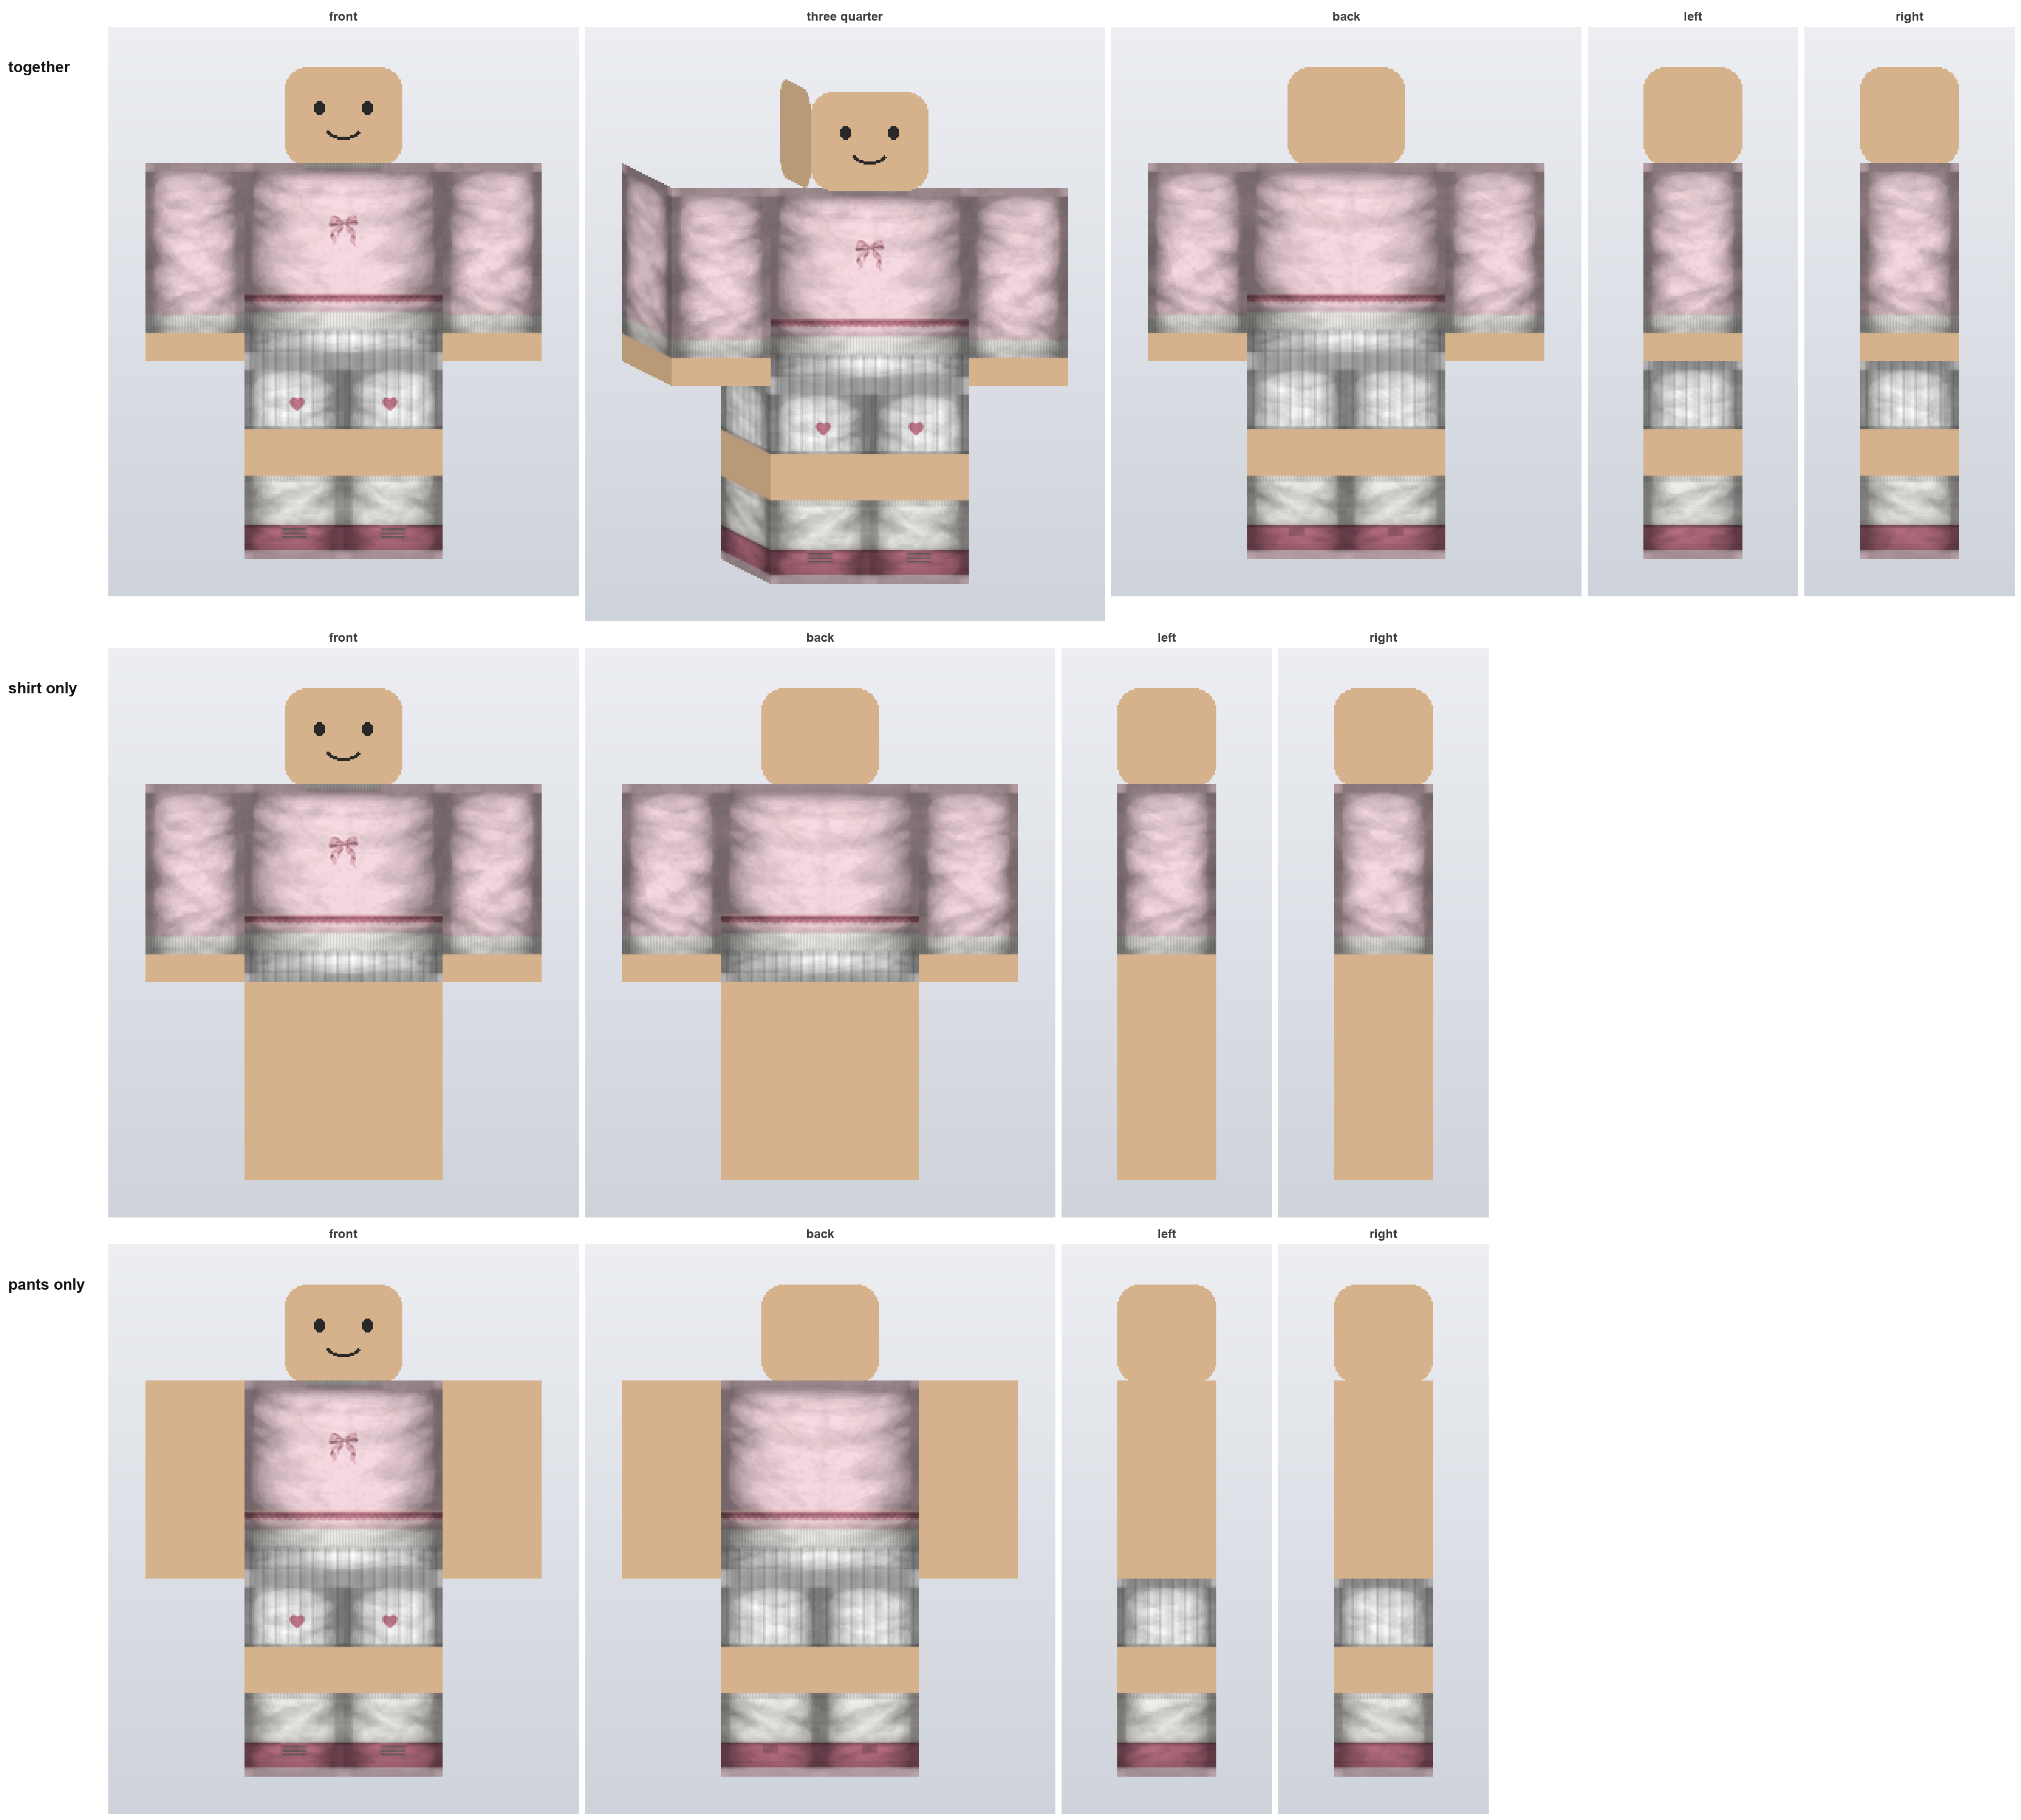 front
three quarter
back
left
right
together
front
back
left
right
shirt only
front
back
left
right
pants only